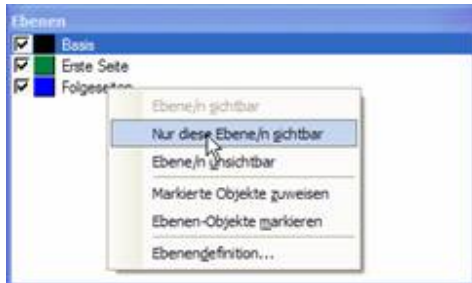 Ebenen
Basis
Erste Seite
Folgeseiten
Ebene/n sichtbar
Nur diese Ebene/n sichtbar
Ebene/n unsichtbar
Markierte Objekte zuweisen
Ebenen-Objekte markieren
Ebenendefinition...